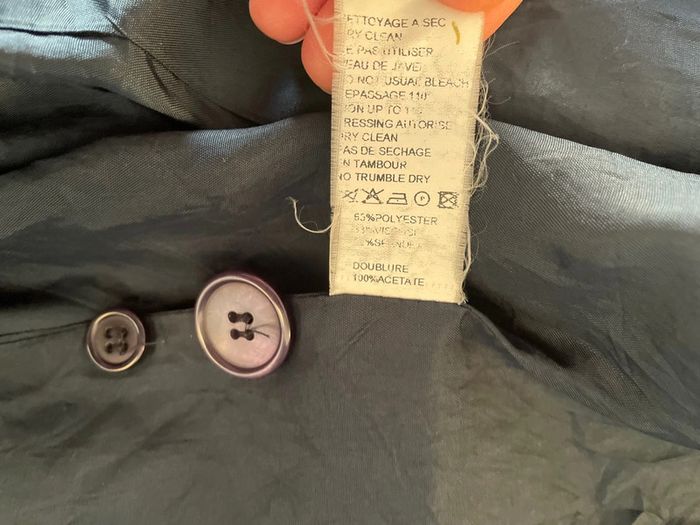 ETTOYAGE A SEC
RY CLEAN
E PAS UTILISER
EAU DE JAVEL
O NOT USUAL BLEACH
EPASSAGE 110°
ON UP TO
RESSING AUTORISE
RY CLEAN
AS DE SECHAGE
N TAMBOUR
NO TRUMBLE DRY
63%POLYESTER
DOUBLURE
100%ACETATE